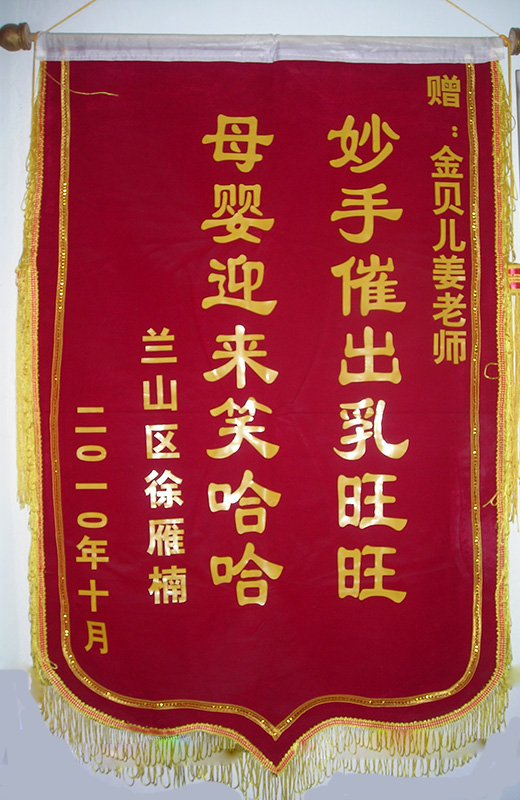 赠：金贝儿姜老师
妙手催出乳旺旺
母婴迎来笑哈哈
兰山区徐雁楠
二〇一〇年十月